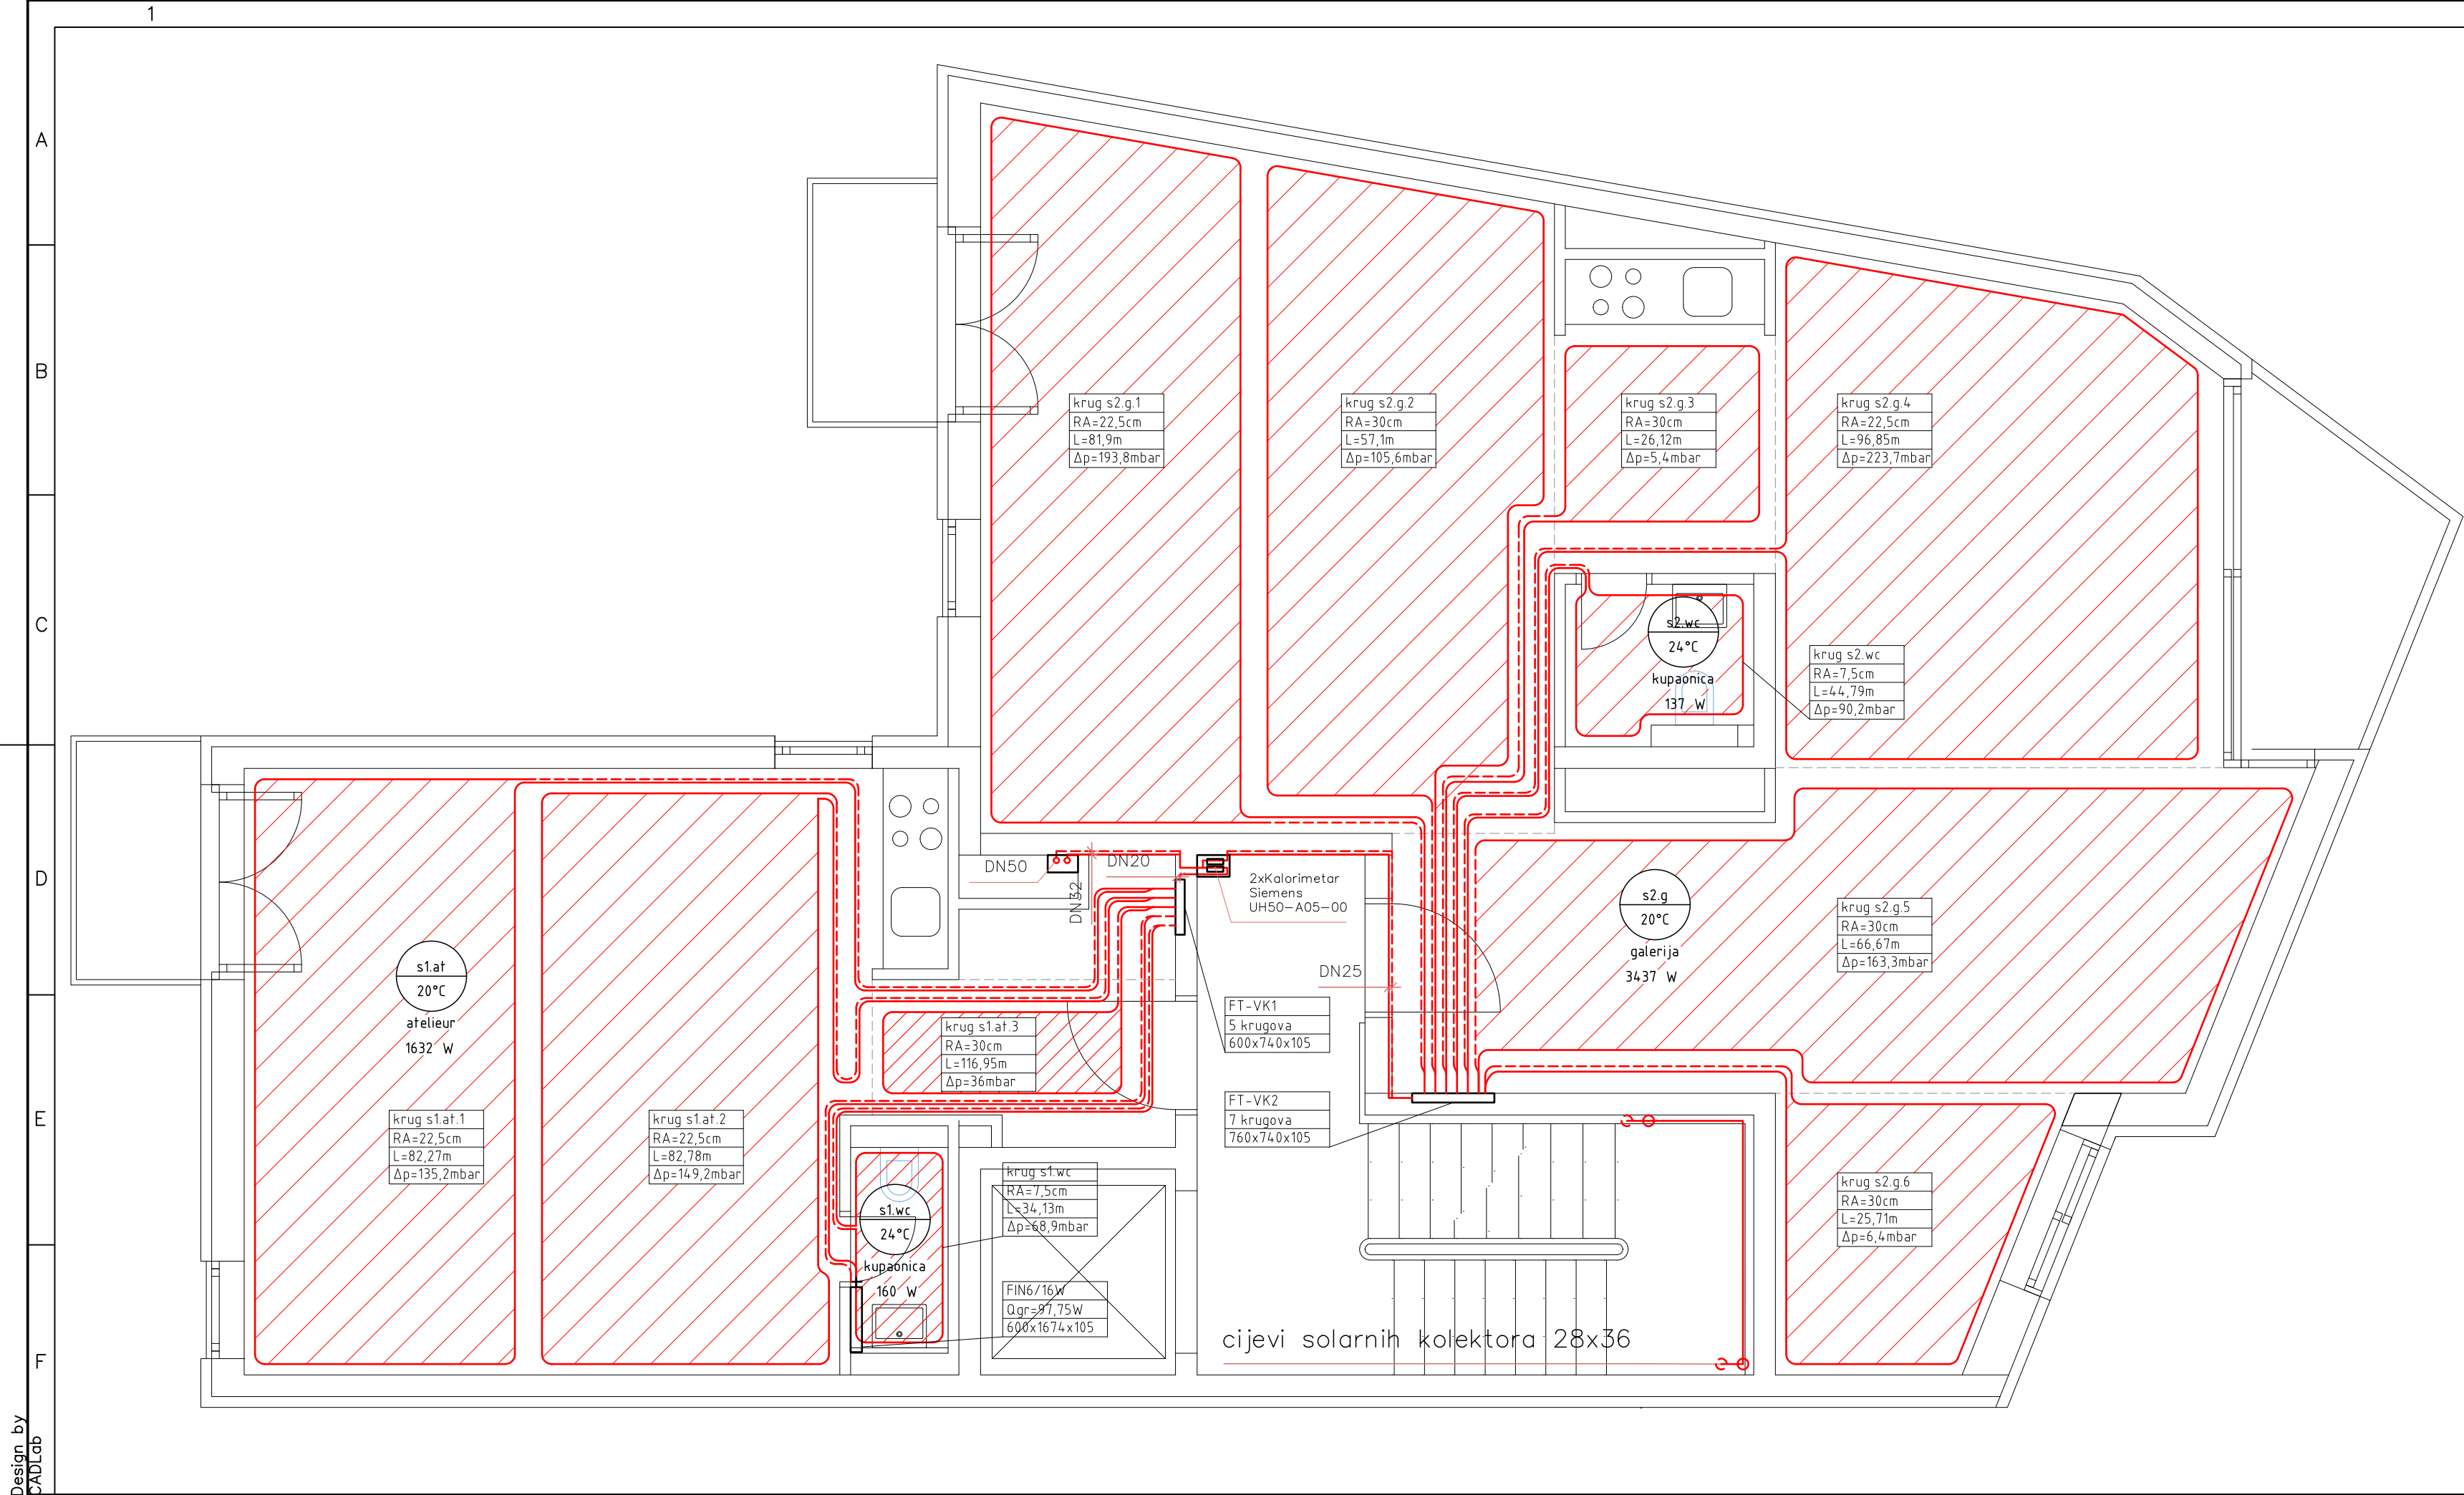 1
A
B
C
D
E
F
krug s2.g.1
RA=22,5cm
L=81,9m
Δp=193,8mbar
krug s2.g.2
RA=30cm
L=57,1m
Δp=105,6mbar
krug s2.g.3
RA=30cm
L=26,12m
Δp=5,4mbar
krug s2.g.4
RA=22,5cm
L=96,85m
Δp=223,7mbar
s2.wc
24°C
kupaonica
137 W
krug s2.wc
RA=7,5cm
L=44,79m
Δp=90,2mbar
DN50
DN32
DN20
2xKalorimetar
Siemens
UH50-A05-00
DN25
s2.g
20°C
galerija
3437 W
krug s2.g.5
RA=30cm
L=66,67m
Δp=163,3mbar
s1.at
20°C
atelieur
1632 W
krug s1.at.3
RA=30cm
L=116,95m
Δp=36mbar
FT-VK1
5 krugova
600x740x105
FT-VK2
7 krugova
760x740x105
krug s1.at.1
RA=22,5cm
L=82,27m
Δp=135,2mbar
krug s1.at.2
RA=22,5cm
L=82,78m
Δp=149,2mbar
krug s1.wc
RA=7,5cm
L=34,13m
Δp=68,9mbar
s1.wc
24°C
kupaonica
160 W
FIN6/16W
Qgr=97,75W
600x1674x105
krug s2.g.6
RA=30cm
L=25,71m
Δp=6,4mbar
cijevi solarnih kolektora 28x36
Design by
CADLab